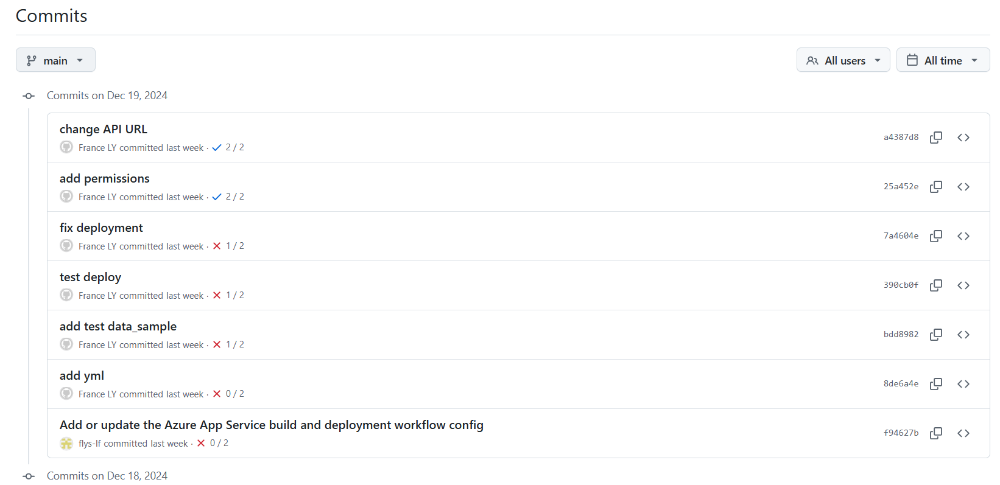 Commits
main
All users
All time
Commits on Dec 19, 2024
change API URL
France LY committed last week · 2 / 2
a4387d8
add permissions
France LY committed last week · 2 / 2
25a452e
fix deployment
France LY committed last week · 1 / 2
7a4604e
test deploy
France LY committed last week · 1 / 2
390cb0f
add test data_sample
France LY committed last week · 1 / 2
bdd8982
add yml
France LY committed last week · 0 / 2
8de6a4e
Add or update the Azure App Service build and deployment workflow config
flys-lf committed last week · 0 / 2
f94627b
Commits on Dec 18, 2024